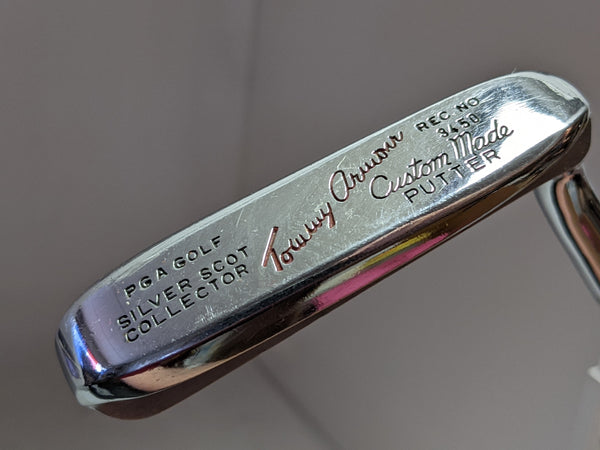 PGA GOLF
SILVER SCOT
COLLECTOR
Tommy Armour
REC. NO.
3450
Custom Made
PUTTER